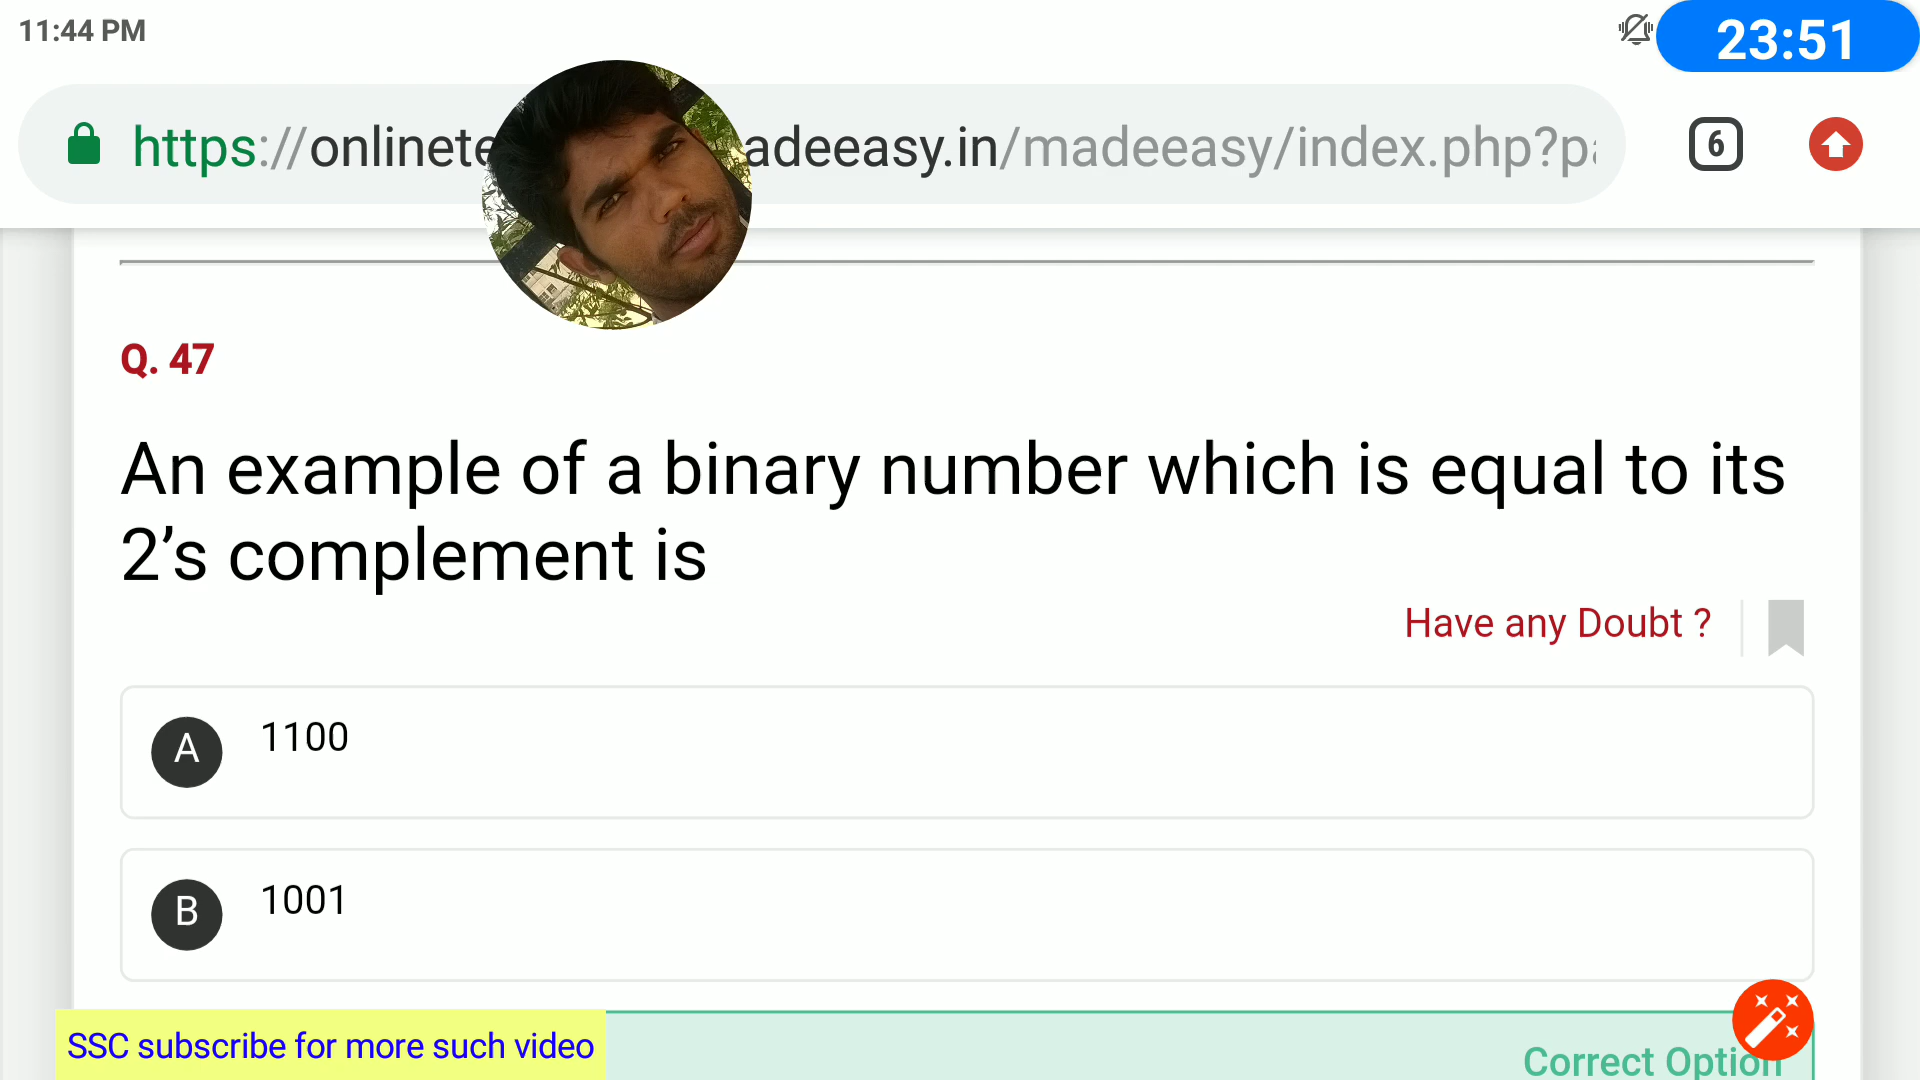 11:44 PM
23:51
https://onlinete adeeasy.in/madeeasy/index.php?pa
6
Q. 47
An example of a binary number which is equal to its
2’s complement is
Have any Doubt ?
A 1100
B 1001
SSC subscribe for more such video
Correct Option